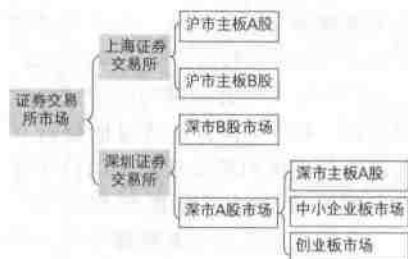 证券交易
所市场
上海证券
交易所
沪市主板A股
沪市主板B股
深圳证券
交易所
深市B股市场
深市A股市场
深市主板A股
中小企业板市场
创业板市场